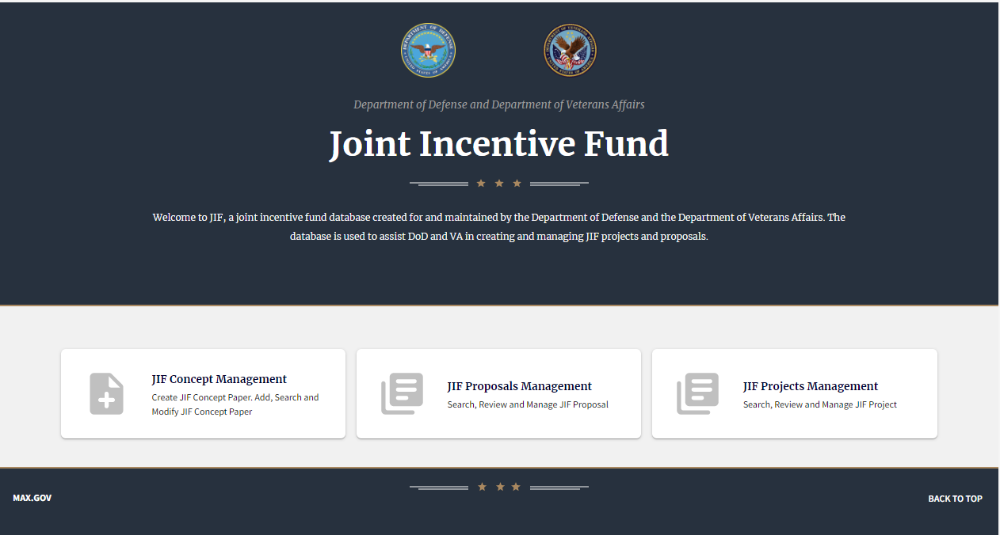 Department of Defense and Department of Veterans Affairs
Joint Incentive Fund
Welcome to JIF, a joint incentive fund database created for and maintained by the Department of Defense and the Department of Veterans Affairs. The
database is used to assist DoD and VA in creating and managing JIF projects and proposals.
JIF Concept Management
Create JIF Concept Paper. Add, Search and
Modify JIF Concept Paper
JIF Proposals Management
Search, Review and Manage JIF Proposal
JIF Projects Management
Search, Review and Manage JIF Project
MAX.GOV
BACK TO TOP